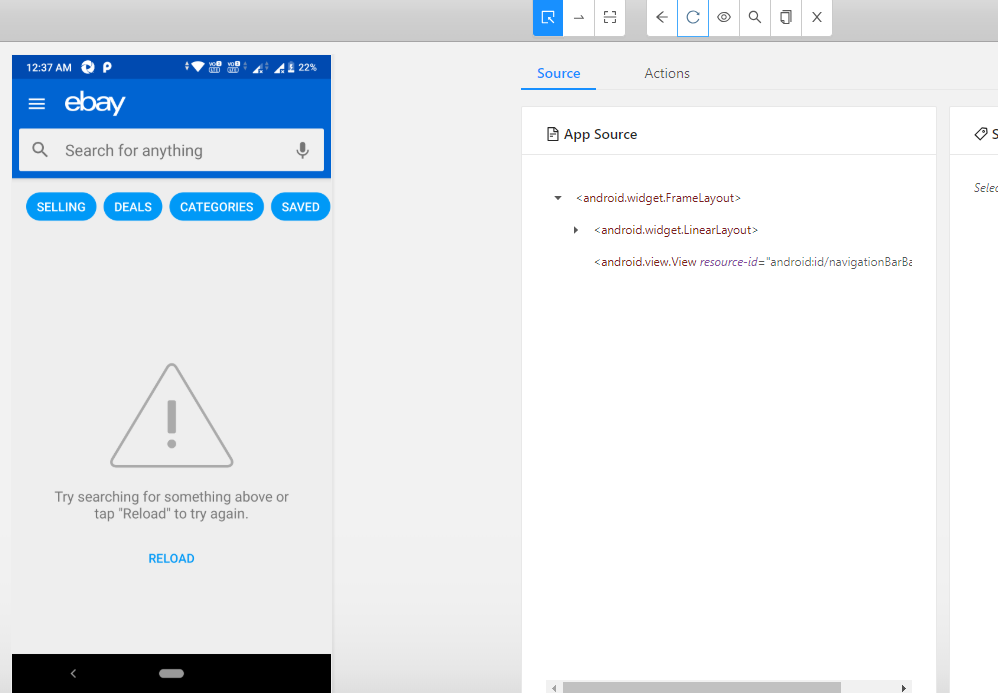 12:37 AM
22%
ebay
Search for anything
SELLING
DEALS
CATEGORIES
SAVED
Try searching for something above or
tap "Reload" to try again.
RELOAD
Source
Actions
App Source
<android.widget.FrameLayout>
<android.widget.LinearLayout>
<android.view.View resource-id="android:id/navigationBarBa
S
Selec